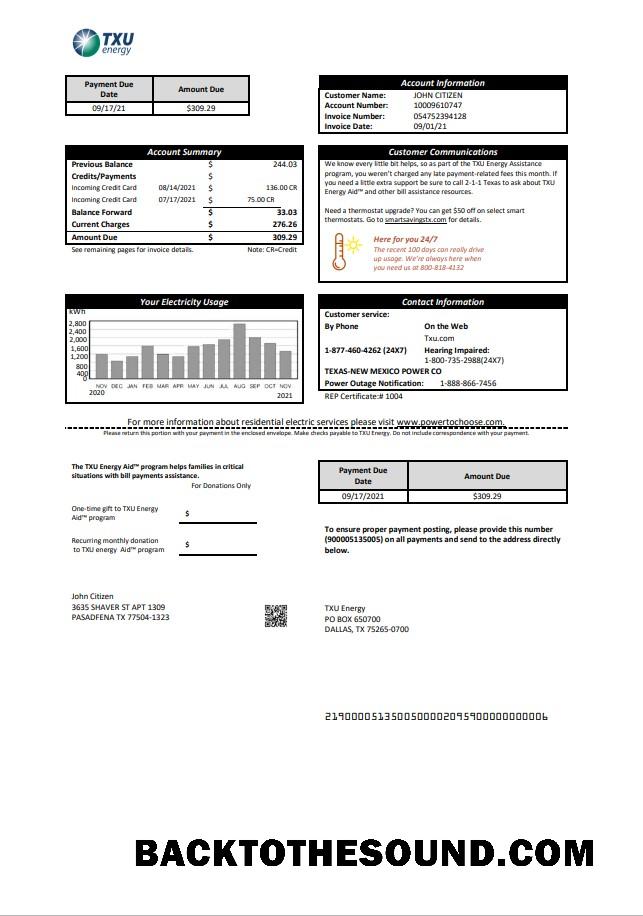 TXU
energy
Payment Due Date Amount Due
09/17/21 $309.29
Account Information
Customer Name: JOHN CITIZEN
Account Number: 10009610747
Invoice Number: 054752394128
Invoice Date: 09/01/21
Account Summary
Previous Balance $ 244.03
Credits/Payments $
Incoming Credit Card 08/14/2021 136.00 CR
Incoming Credit Card 07/17/2021 $ 75.00 CR
Balance Forward $ 33.03
Current Charges $ 276.26
Amount Due $ 309.29
See remaining pages for invoice details. Note: CR=Credit
Customer Communications
We know every little bit helps, so as part of the TXU Energy Assistance
program, you weren't charged any late payment-related fees this month. If
you need a little extra support be sure to call 2-1-1 Texas to ask about TXU
Energy Aid™ and other bill assistance resources.
Need a thermostat upgrade? You can get $50 off on select smart
thermostats. Go to smartsavingstx.com for details.
Here for you 24/7
The recent 100 days can really drive
up usage. We're always here when
you need us at 800-818-4132
Your Electricity Usage
kWh
2,800
2,400
2,000
1,600
1,200
800
400
0
NOV DEC JAN FEB MAR APR MAY JUN JUL AUG SEP OCT NOV
2020 2021
Contact Information
Customer service:
By Phone On the Web
Txu.com
1-877-460-4262 (24X7) Hearing Impaired:
1-800-735-2988(24X7)
TEXAS-NEW MEXICO POWER CO
Power Outage Notification: 1-888-866-7456
REP Certificate:# 1004
For more information about residential electric services please visit www.powertochoose.com.
Please return this portion with your payment in the enclosed envelope. Make checks payable to TXU Energy. Do not include correspondence with your payment.
The TXU Energy Aid™ program helps families in critical
situations with bill payments assistance.
For Donations Only
One-time gift to TXU Energy
Aid™ program $
Recurring monthly donation
to TXU energy Aid™ program $
Payment Due Date Amount Due
09/17/2021 $309.29
To ensure proper payment posting, please provide this number
(900005135005) on all payments and send to the address directly
below.
John Citizen
3635 SHAVER ST APT 1309
PASADFENA TX 77504-1323
TXU Energy
PO BOX 650700
DALLAS, TX 75265-0700
BACKTOTHESOUND.COM